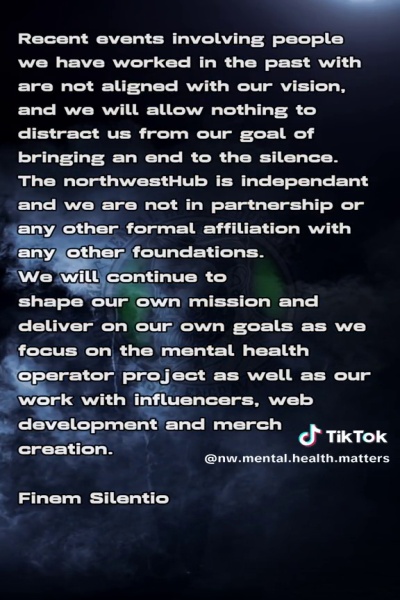 Recent events involving people
we have worked in the past with
are not aligned with our vision,
and we will allow nothing to
distract us from our goal of
bringing an end to the silence.
The northwestHub is independant
and we are not in partnership or
any other formal affiliation with
any other foundations.
We will continue to
shape our own mission and
deliver on our own goals as we
focus on the mental health
operator project as well as our
work with influencers, web
development and merch
creation.
TikTok
@nw.mental.health.matters
Finem Silentio